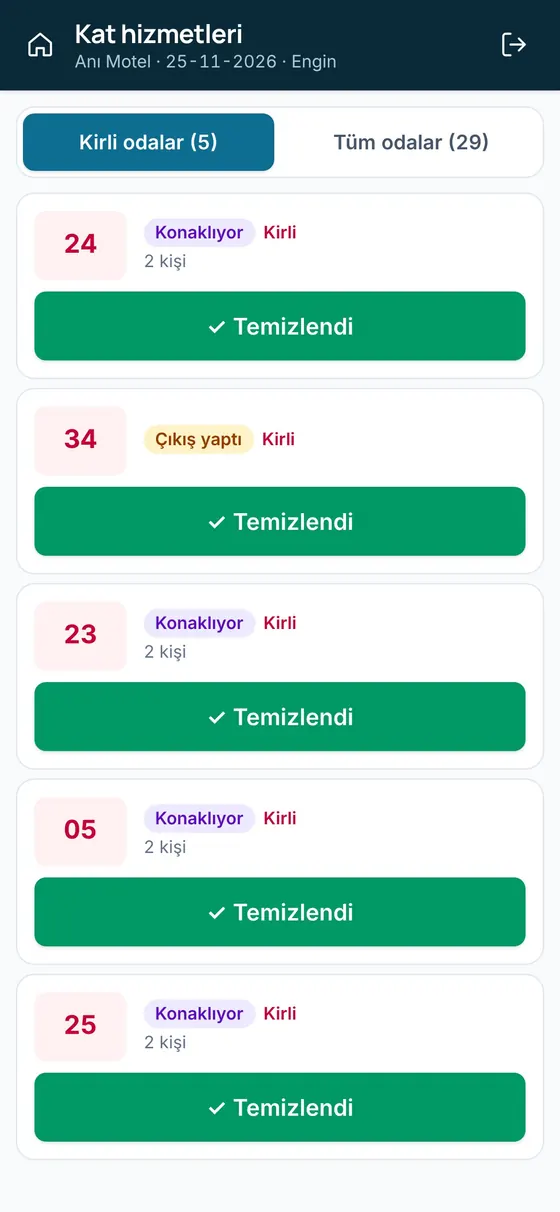 Kat hizmetleri
Anı Motel · 25-11-2026 · Engin
Kirli odalar (5) Tüm odalar (29)
24 Konaklıyor Kirli
2 kişi
✓ Temizlendi
34 Çıkış yaptı Kirli
✓ Temizlendi
23 Konaklıyor Kirli
2 kişi
✓ Temizlendi
05 Konaklıyor Kirli
2 kişi
✓ Temizlendi
25 Konaklıyor Kirli
2 kişi
✓ Temizlendi